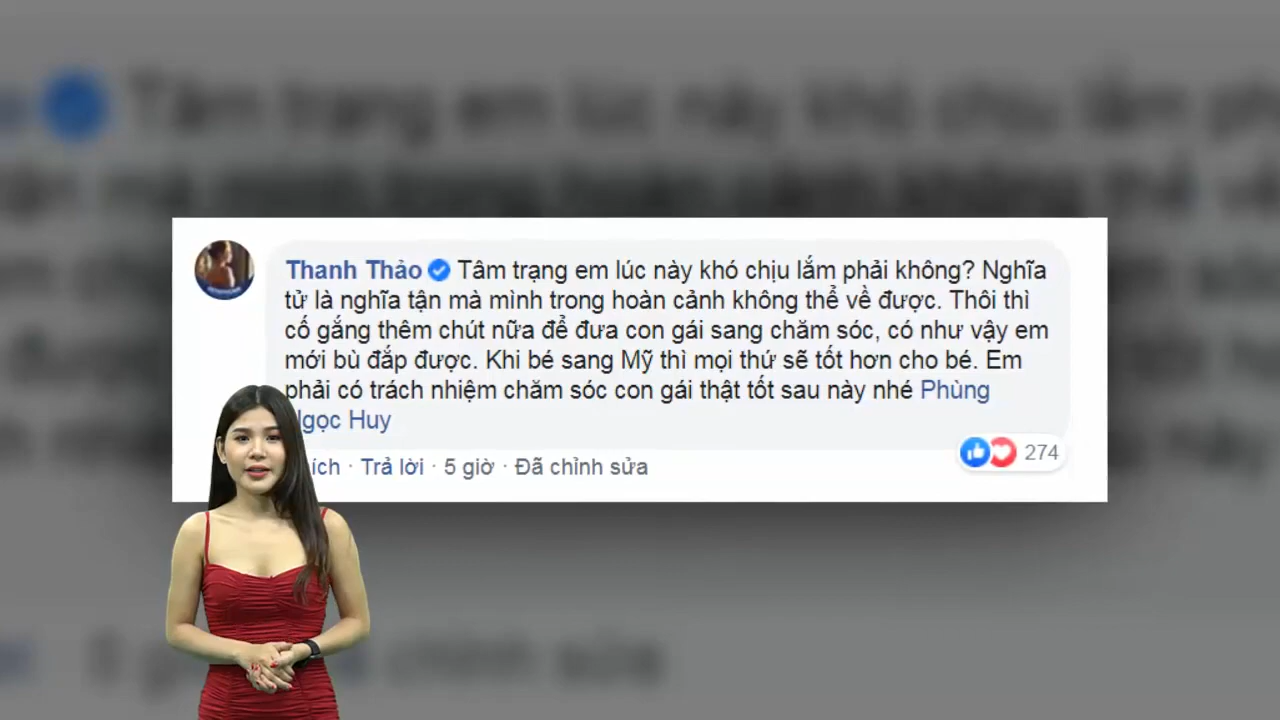 Thanh Thảo Tâm trạng em lúc này khó chịu lắm phải không? Nghĩa
tử là nghĩa tận mà mình trong hoàn cảnh không thể về được. Thôi thì
cố gắng thêm chút nữa để đưa con gái sang chăm sóc, có như vậy em
mới bù đắp được. Khi bé sang Mỹ thì mọi thứ sẽ tốt hơn cho bé. Em
phải có trách nhiệm chăm sóc con gái thật tốt sau này nhé Phùng
Ngọc Huy
Trả lời · 5 giờ · Đã chỉnh sửa
274